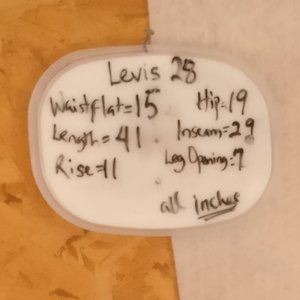 Levis 28
Waist flat=15 Hip=19
Length=41. Inseam=29
Rise=11 Leg Opening=7
all Inches